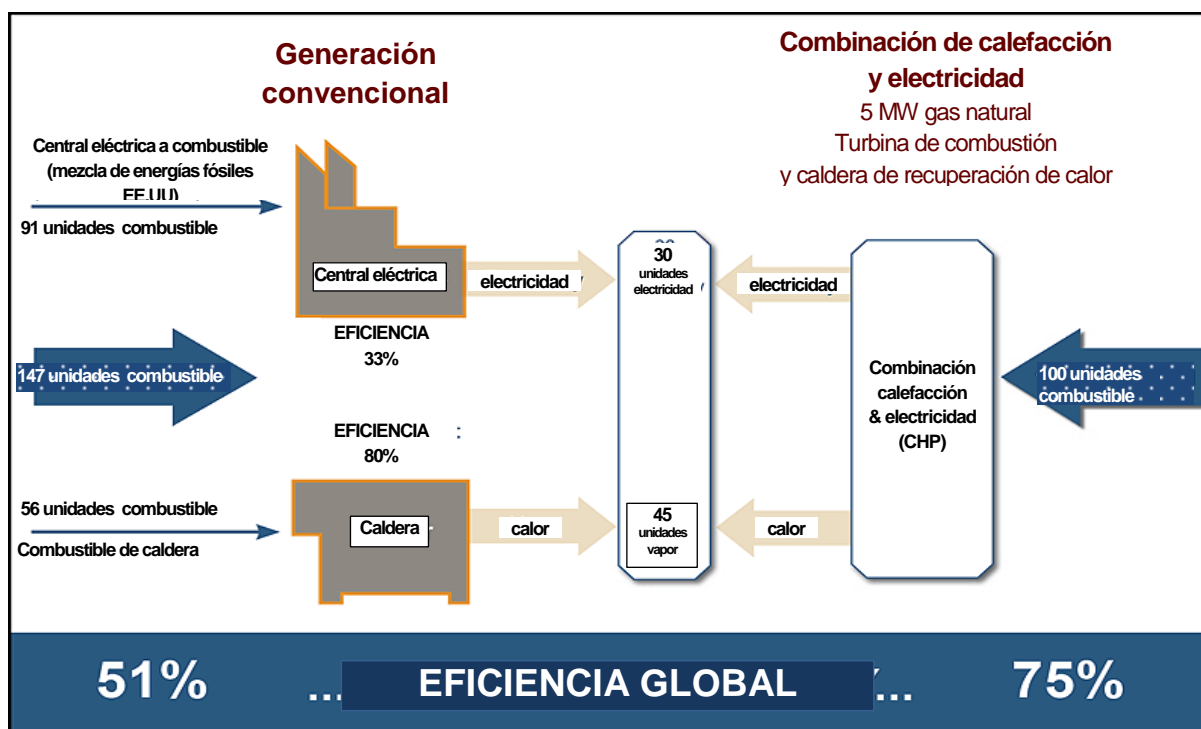 Generación
convencional
Combinación de calefacción
y electricidad
5 MW gas natural
Turbina de combustión
y caldera de recuperación de calor
Central eléctrica a combustible
(mezcla de energías fósiles
EE.UU)
91 unidades combustible
Central eléctrica
EFICIENCIA
33%
electricidad
30
unidades
electricidad
electricidad
147 unidades combustible
Combinación
calefacción
& electricidad
(CHP)
100 unidades
combustible
EFICIENCIA :
80%
56 unidades combustible
Combustible de caldera
Caldera
calor
45
unidades
vapor
calor
51% ... EFICIENCIA GLOBAL ... 75%